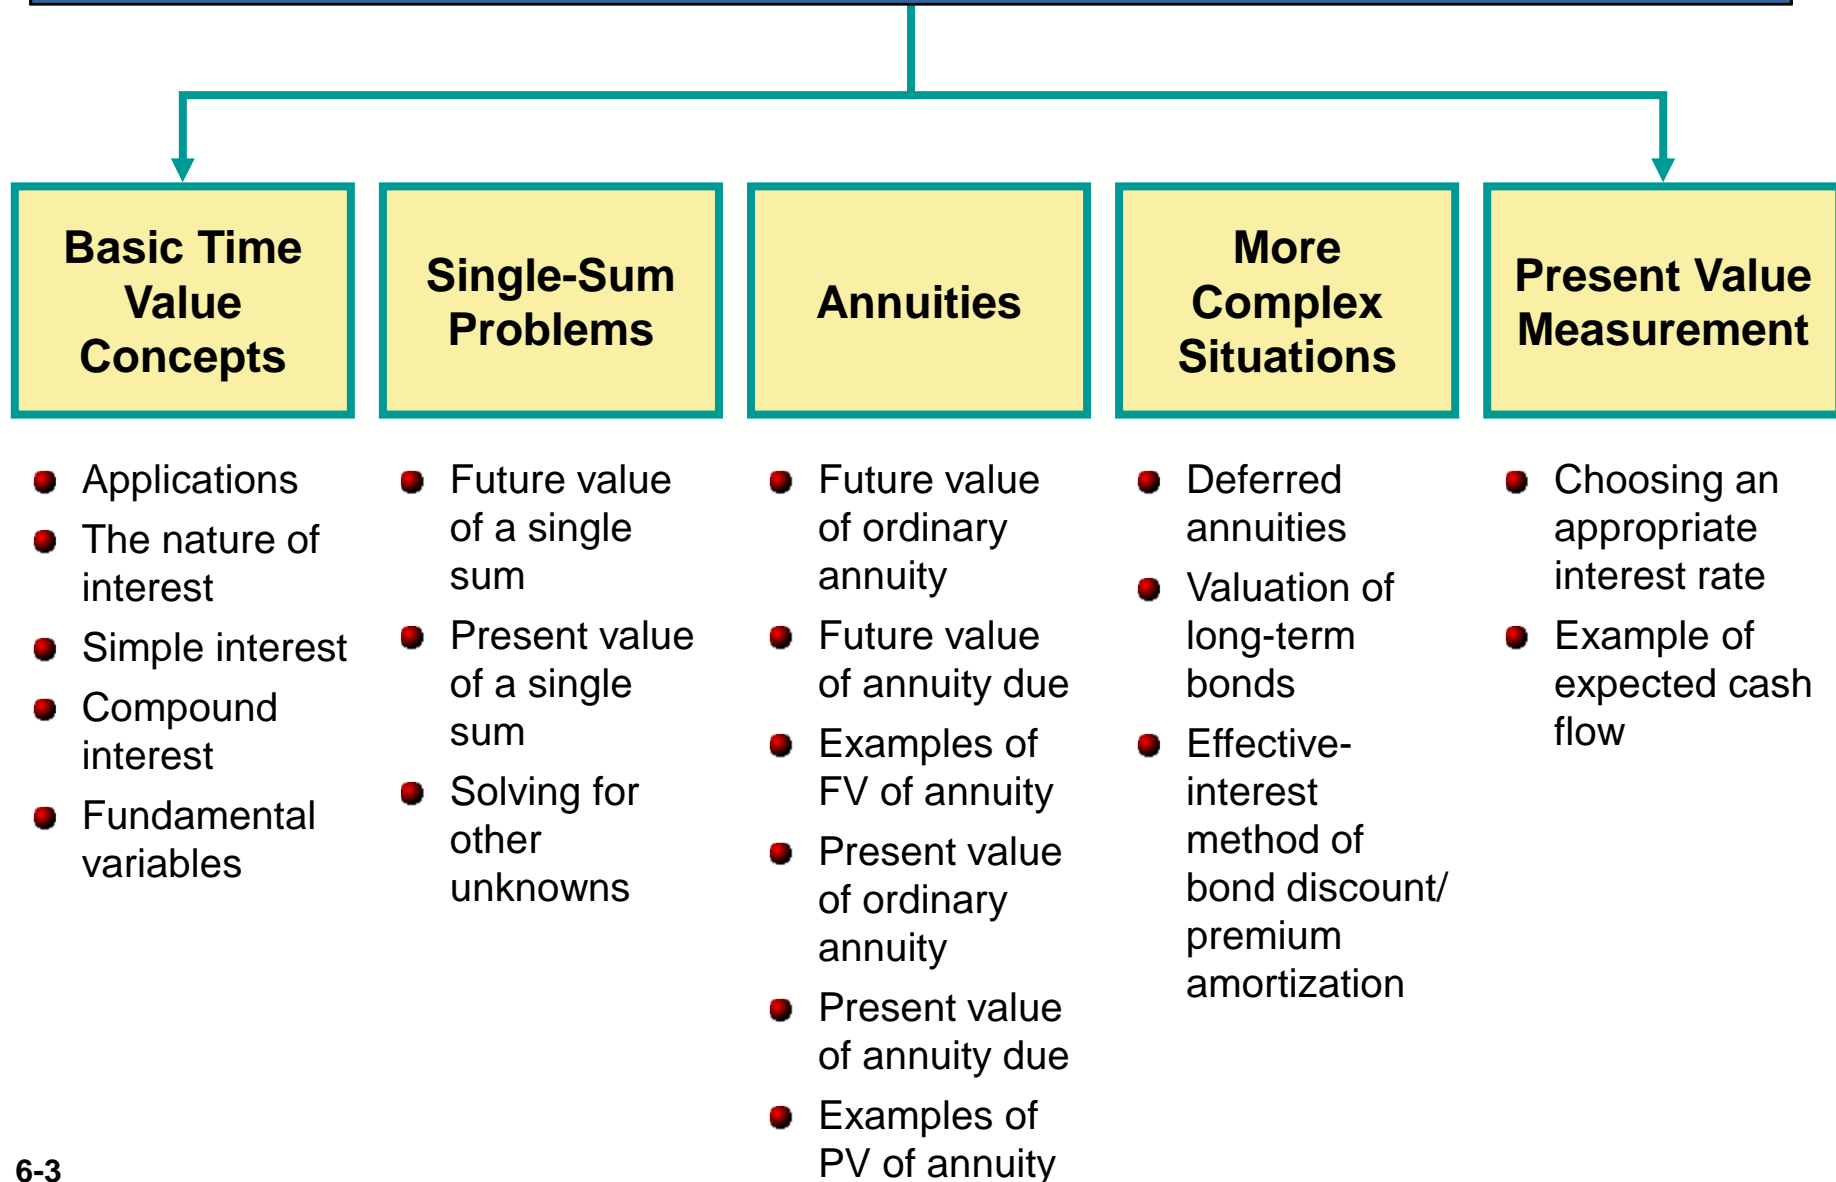 Basic Time
Value
Concepts
Applications
The nature of
interest
Simple interest
Compound
interest
Fundamental
variables
Single-Sum
Problems
Future value
of a single
sum
Present value
of a single
sum
Solving for
other
unknowns
Annuities
Future value
of ordinary
annuity
Future value
of annuity due
Examples of
FV of annuity
Present value
of ordinary
annuity
Present value
of annuity due
Examples of
PV of annuity
More
Complex
Situations
Deferred
annuities
Valuation of
long-term
bonds
Effective-
interest
method of
bond discount/
premium
amortization
Present Value
Measurement
Choosing an
appropriate
interest rate
Example of
expected cash
flow
6-3